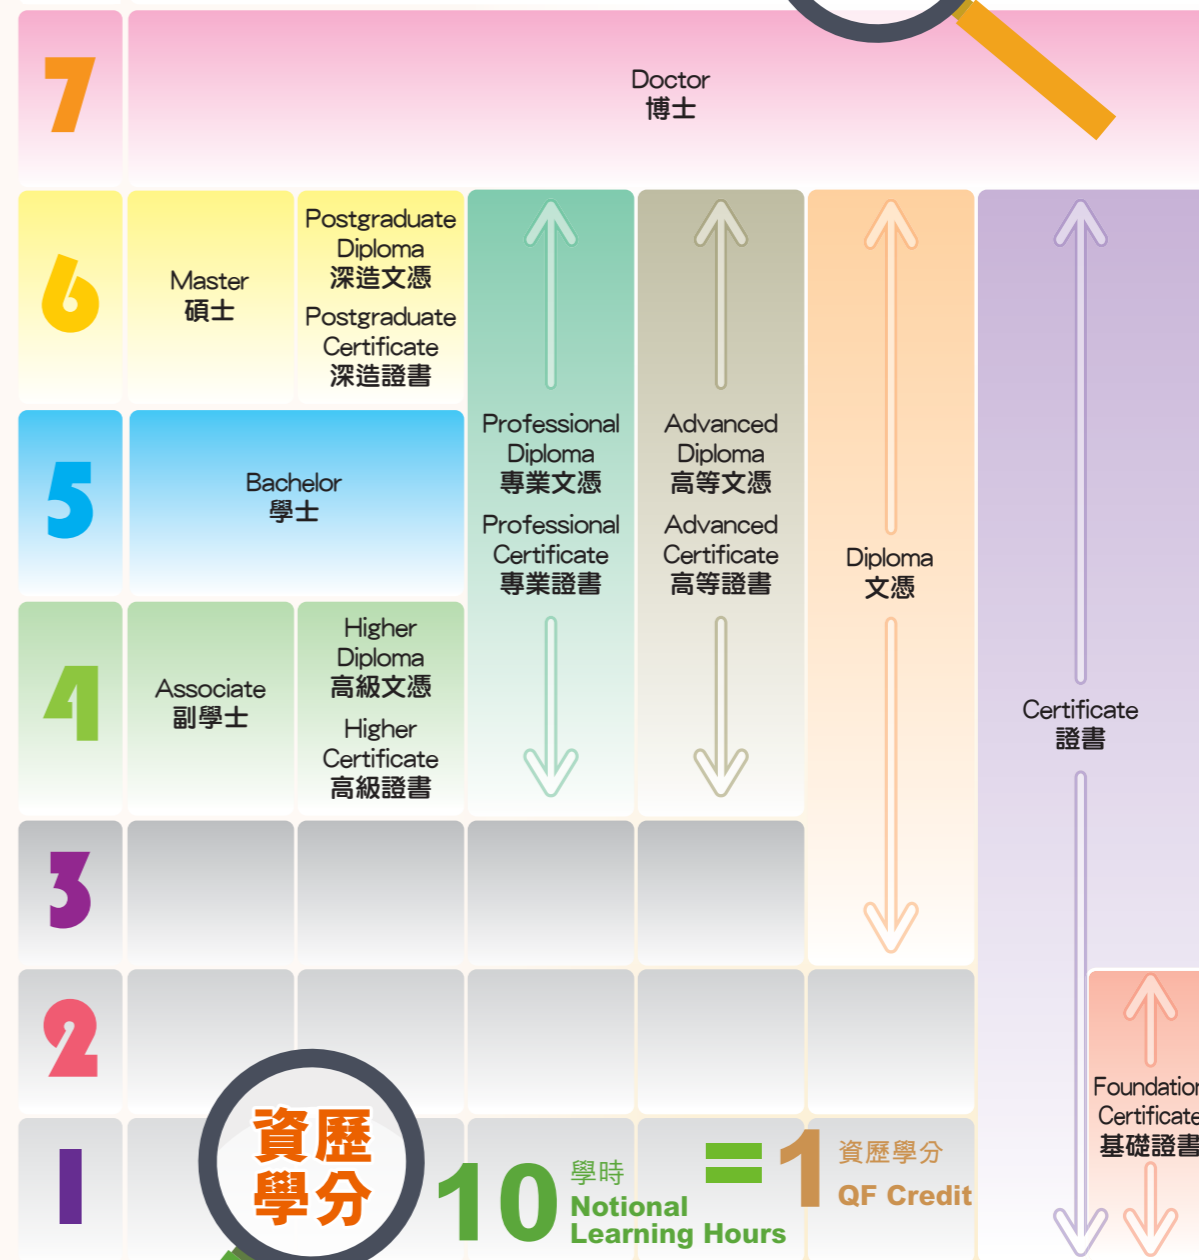 7
Doctor
博士
6
Master
碩士
Postgraduate
Diploma
深造文憑
Postgraduate
Certificate
深造證書
5
Bachelor
學士
Professional
Diploma
專業文憑
Professional
Certificate
專業證書
Advanced
Diploma
高等文憑
Advanced
Certificate
高等證書
Diploma
文憑
4
Associate
副學士
Higher
Diploma
高級文憑
Higher
Certificate
高級證書
Certificate
證書
3
2
Foundation
Certificate
基礎證書
1
資歷
學分
10 學時
Notional
Learning Hours
= 1 資歷學分
QF Credit